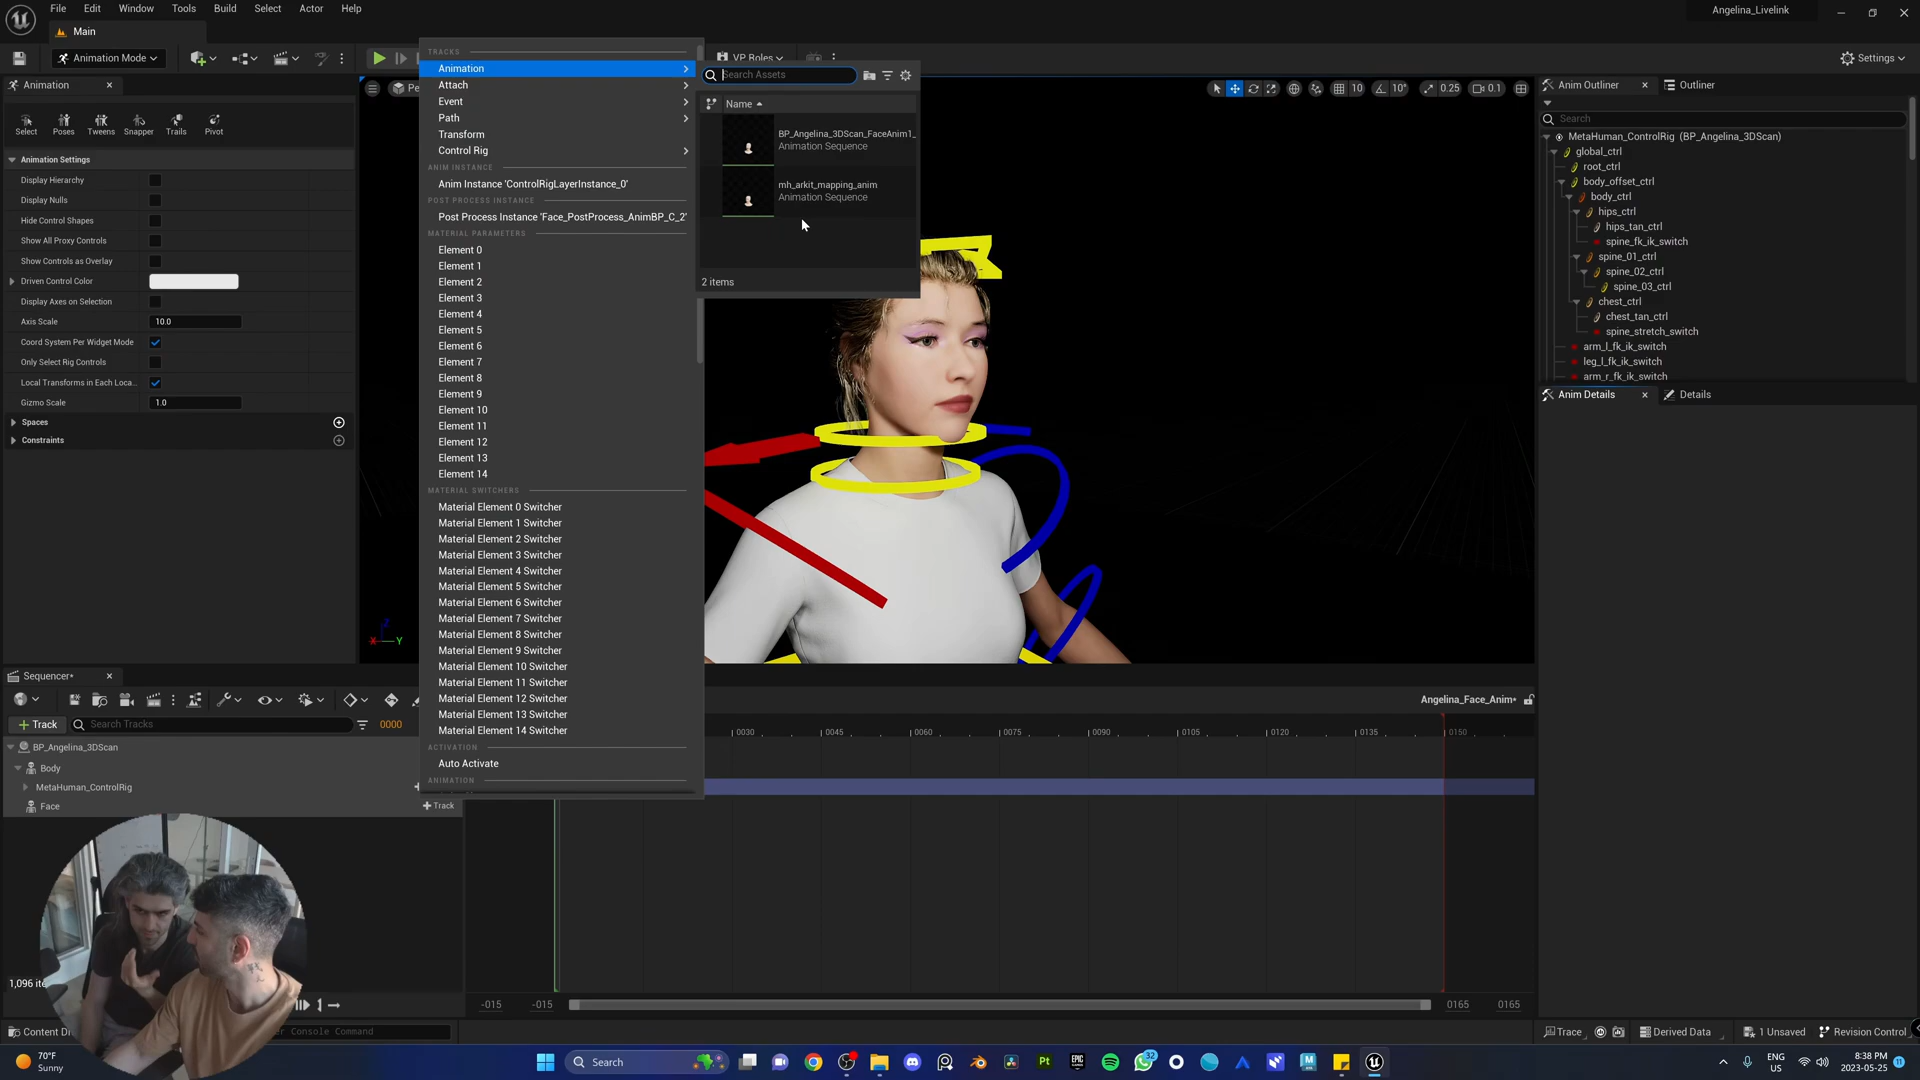 File Edit Window Tools Build Select Actor Help
Angelina_Livelink
Main
Animation Mode
VP Roles
Settings
Animation
Select Poses Tweens Snapper Trails Pivot
Animation Settings
Display Hierarchy
Display Nulls
Hide Control Shapes
Show All Proxy Controls
Show Controls as Overlay
Driven Control Color
Display Axes on Selection
Axis Scale 10.0
Coord System Per Widget Mode
Only Select Rig Controls
Local Transforms in Each Loca...
Gizmo Scale 1.0
Spaces
Constraints
TRACKS
Animation
Attach
Event
Path
Transform
Control Rig
ANIM INSTANCE
Anim Instance 'ControlRigLayerInstance_0'
POST PROCESS INSTANCE
Post Process Instance 'Face_PostProcess_AnimBP_C_2'
MATERIAL PARAMETERS
Element 0
Element 1
Element 2
Element 3
Element 4
Element 5
Element 6
Element 7
Element 8
Element 9
Element 10
Element 11
Element 12
Element 13
Element 14
MATERIAL SWITCHERS
Material Element 0 Switcher
Material Element 1 Switcher
Material Element 2 Switcher
Material Element 3 Switcher
Material Element 4 Switcher
Material Element 5 Switcher
Material Element 6 Switcher
Material Element 7 Switcher
Material Element 8 Switcher
Material Element 9 Switcher
Material Element 10 Switcher
Material Element 11 Switcher
Material Element 12 Switcher
Material Element 13 Switcher
Material Element 14 Switcher
ACTIVATION
Auto Activate
ANIMATION
Search Assets
Name
BP_Angelina_3DScan_FaceAnim1_
Animation Sequence
mh_arkit_mapping_anim
Animation Sequence
2 items
10 10° 0.25 0.1
X Y Z
Anim Outliner Outliner
Search
MetaHuman_ControlRig (BP_Angelina_3DScan)
global_ctrl
root_ctrl
body_offset_ctrl
body_ctrl
hips_ctrl
hips_tan_ctrl
spine_fk_ik_switch
spine_01_ctrl
spine_02_ctrl
spine_03_ctrl
chest_ctrl
chest_tan_ctrl
spine_stretch_switch
arm_l_fk_ik_switch
leg_l_fk_ik_switch
arm_r_fk_ik_switch
Anim Details Details
Sequencer*
Angelina_Face_Anim*
Track Search Tracks 0000
0030 0045 0060 0075 0090 0105 0120 0135 0150
BP_Angelina_3DScan
Body
MetaHuman_ControlRig
Face
Track
1,096 ite
-015 -015 0165 0165
Console Command
Trace Derived Data 1 Unsaved Revision Control
70°F
Sunny
Search
32
ENG
US
8:38 PM
2023-05-25